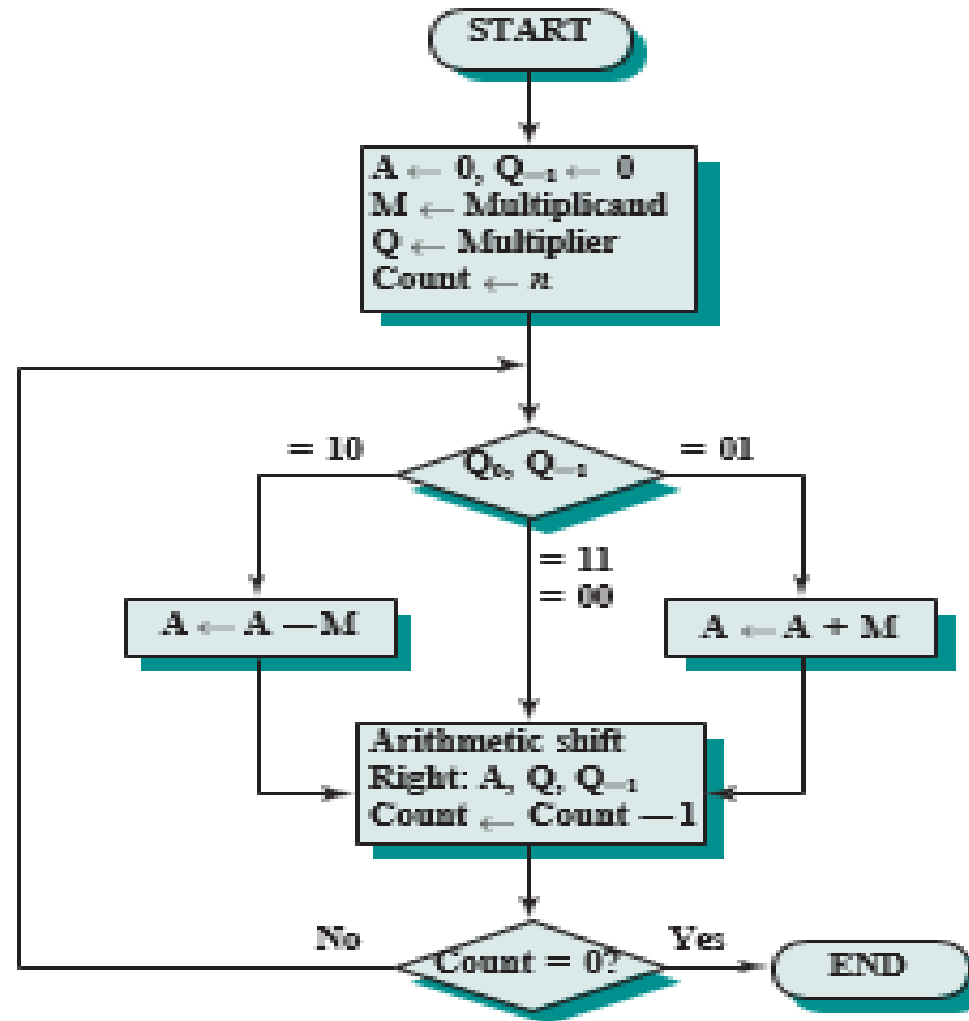 START
A ← 0, Q₋₁ ← 0
M ← Multiplicand
Q ← Multiplier
Count ← n
= 10
Q₀, Q₋₁
= 01
= 11
= 00
A ← A — M
A ← A + M
Arithmetic shift
Right: A, Q, Q₋₁
Count ← Count — 1
No
Count = 0?
Yes
END